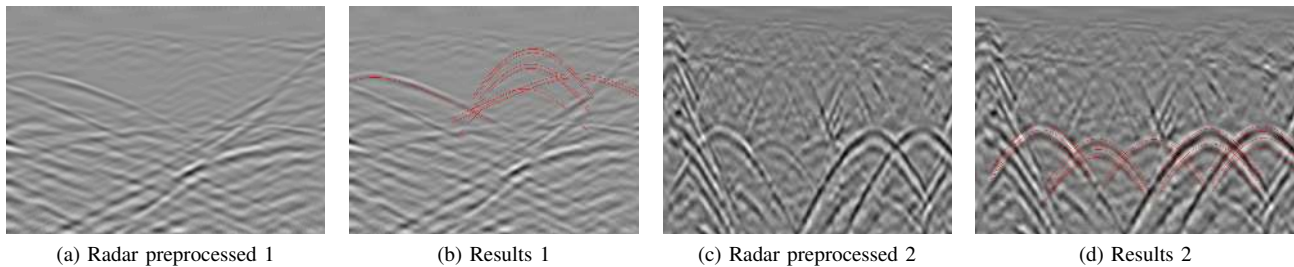 (a) Radar preprocessed 1
(b) Results 1
(c) Radar preprocessed 2
(d) Results 2